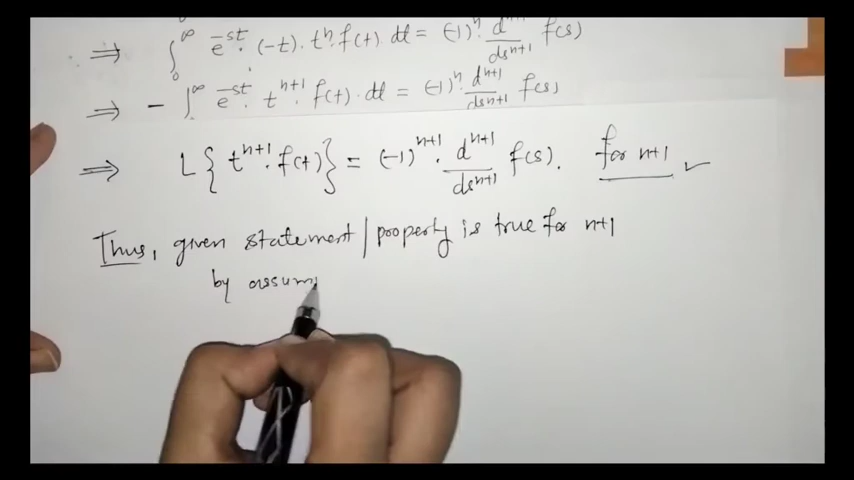 ⇒ ∫₀^∞ e^-st · (-t) · tⁿ · f(t) · dt = (-1)ⁿ · d^n+1/ds^n+1 f(s)
⇒ - ∫^∞ e^-st · t^n+1 · f(t) · dt = (-1)ⁿ · d^n+1/ds^n+1 f(s)
⇒ L{ t^n+1 · f(t) } = (-1)^n+1 · d^n+1/ds^n+1 f(s). for n+1 ✓
Thus, given statement / property is true for n+1
by assum